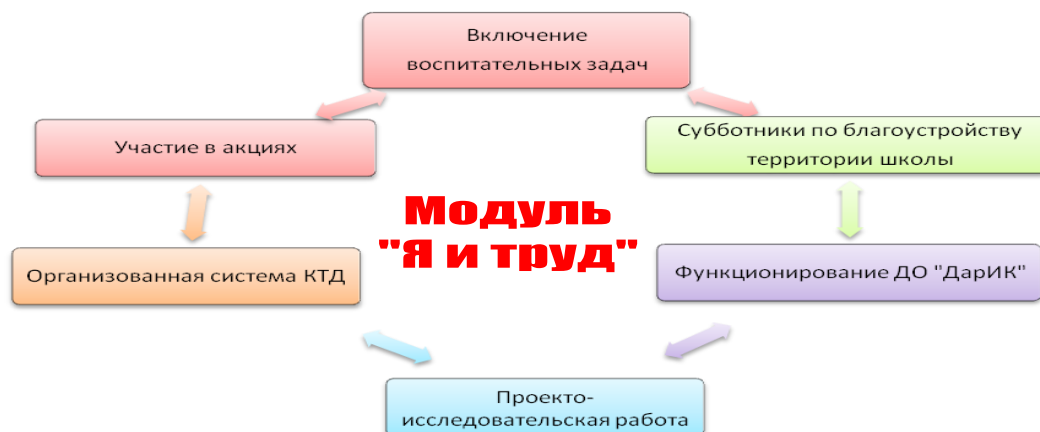 Включение
воспитательных задач
Участие в акциях
Субботники по благоустройству
территории школы
Модуль
"Я и труд"
Организованная система КТД
Функционирование ДО "ДарИК"
Проекто-
исследовательская работа